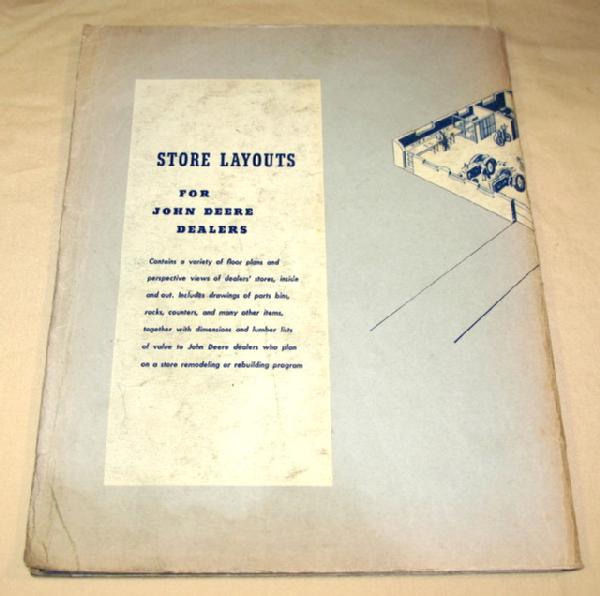 STORE LAYOUTS
FOR
JOHN DEERE
DEALERS
Contains a variety of floor plans and
perspective views of dealers' stores, inside
and out. Includes drawings of parts bins,
racks, counters, and many other items,
together with dimensions and lumber lists
of value to John Deere dealers who plan
on a store remodeling or rebuilding program